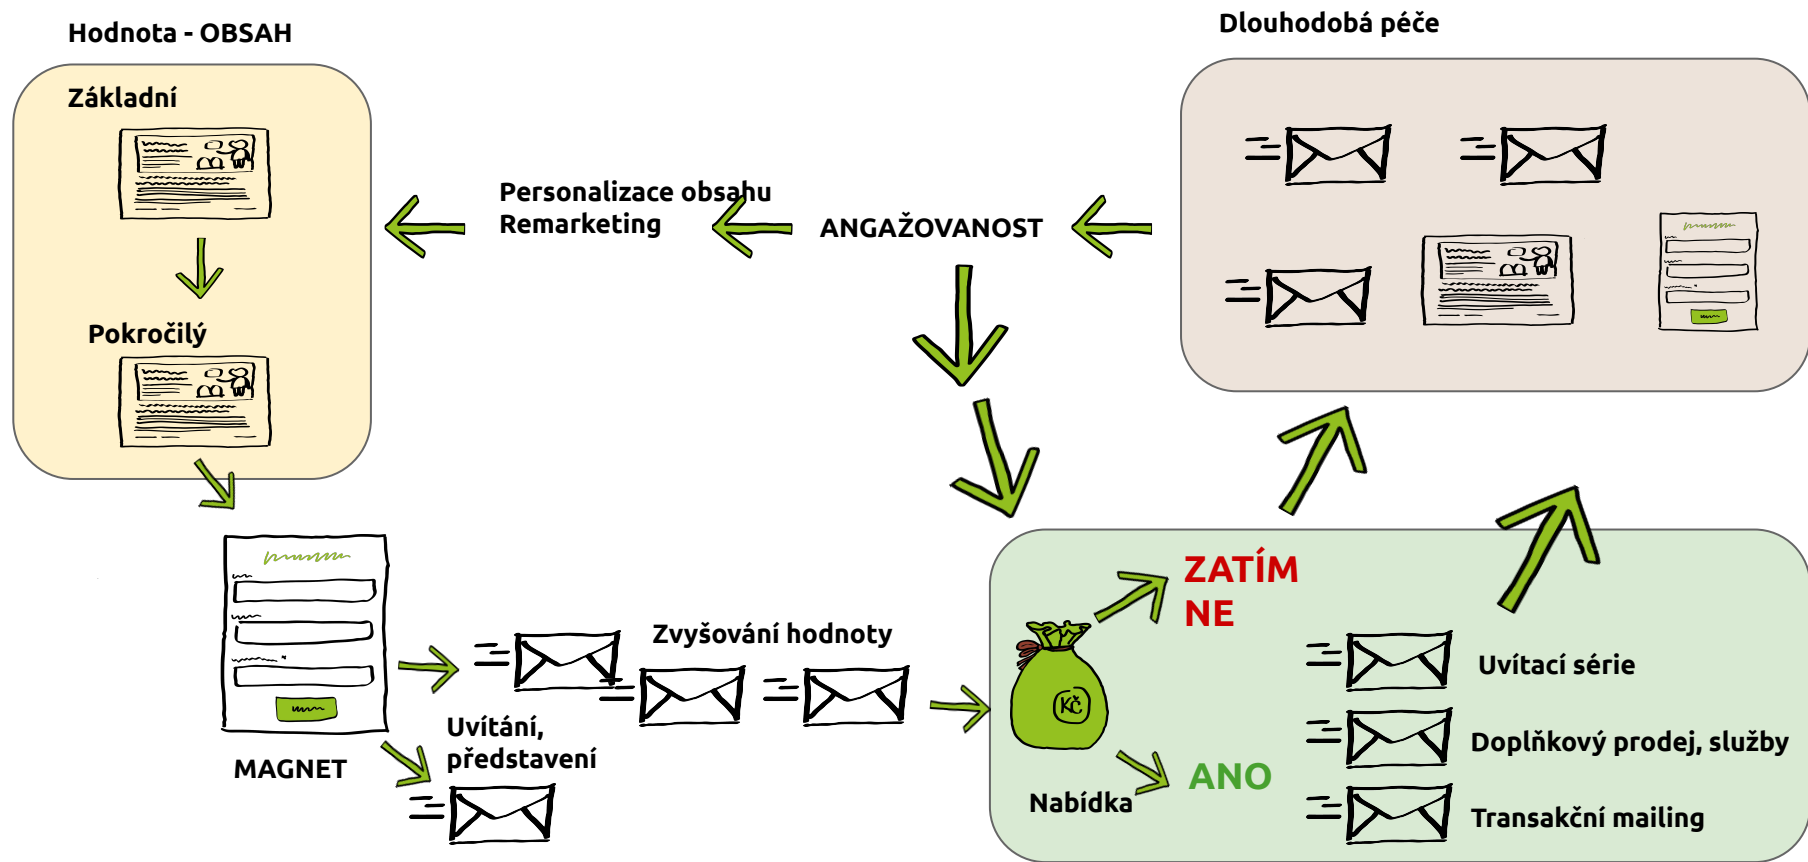 Hodnota - OBSAH
Základní
Pokročilý
Dlouhodobá péče
Personalizace obsahu
Remarketing
ANGAŽOVANOST
MAGNET
Uvítání,
představení
Zvyšování hodnoty
Kč
Nabídka
ZATÍM
NE
ANO
Uvítací série
Doplňkový prodej, služby
Transakční mailing